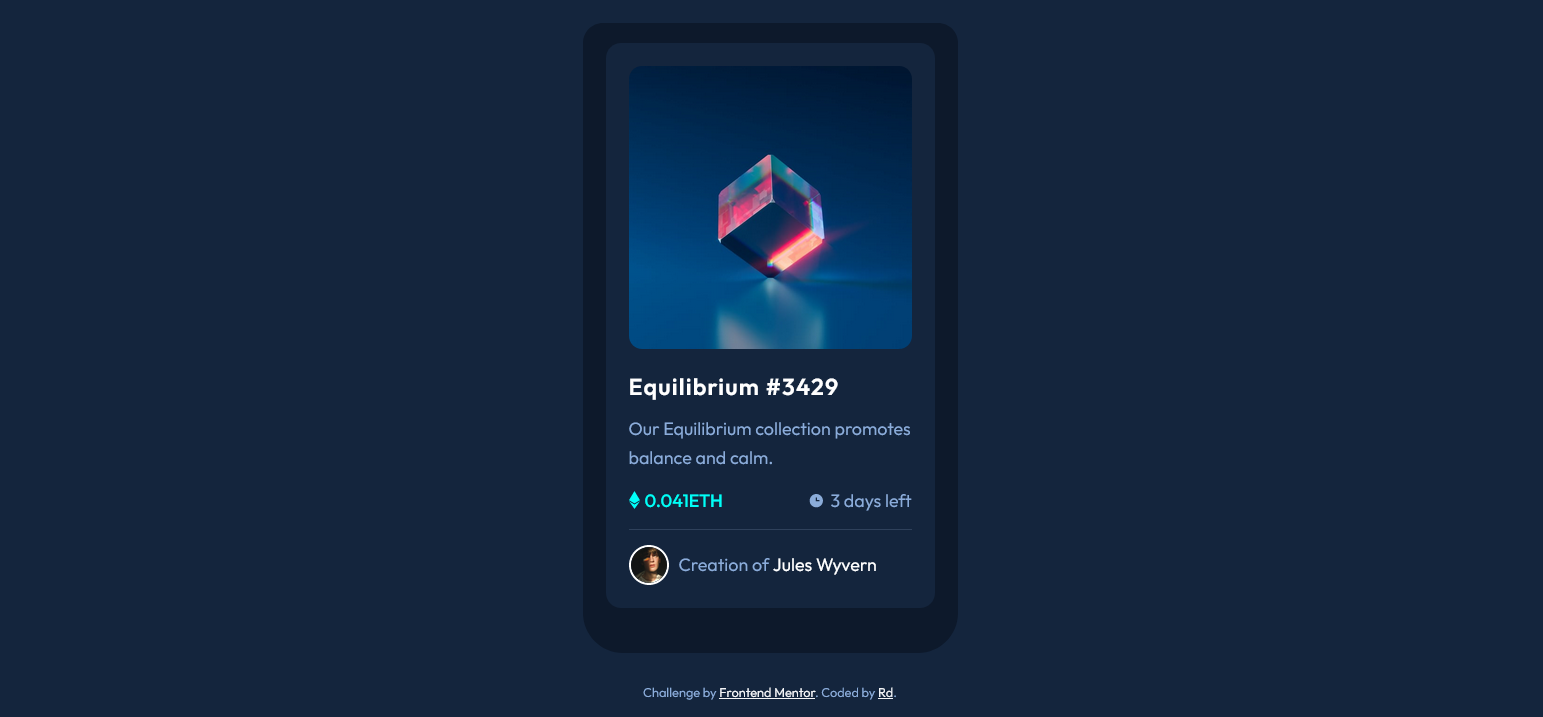 Equilibrium #3429
Our Equilibrium collection promotes
balance and calm.
0.041ETH
3 days left
Creation of Jules Wyvern
Challenge by Frontend Mentor. Coded by Rd.